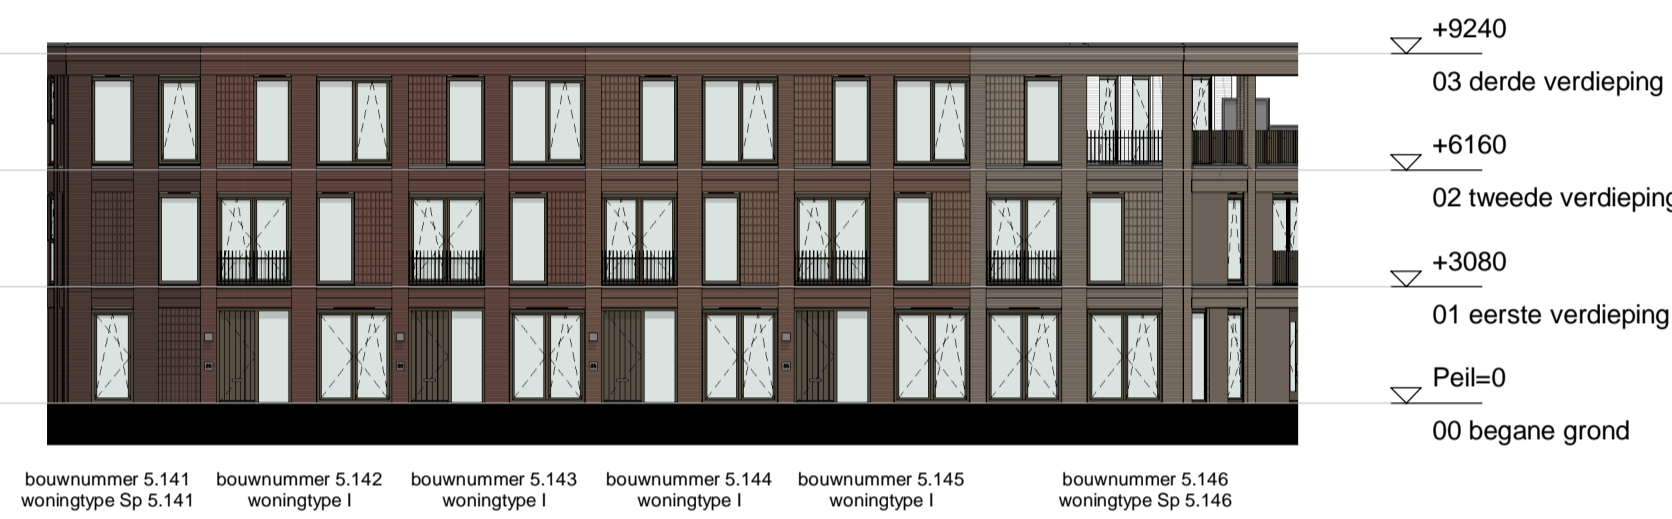 +9240
03 derde verdieping
+6160
02 tweede verdieping
+3080
01 eerste verdieping
Peil=0
00 begane grond
bouwnummer 5.141
woningtype Sp 5.141
bouwnummer 5.142
woningtype I
bouwnummer 5.143
woningtype I
bouwnummer 5.144
woningtype I
bouwnummer 5.145
woningtype I
bouwnummer 5.146
woningtype Sp 5.146